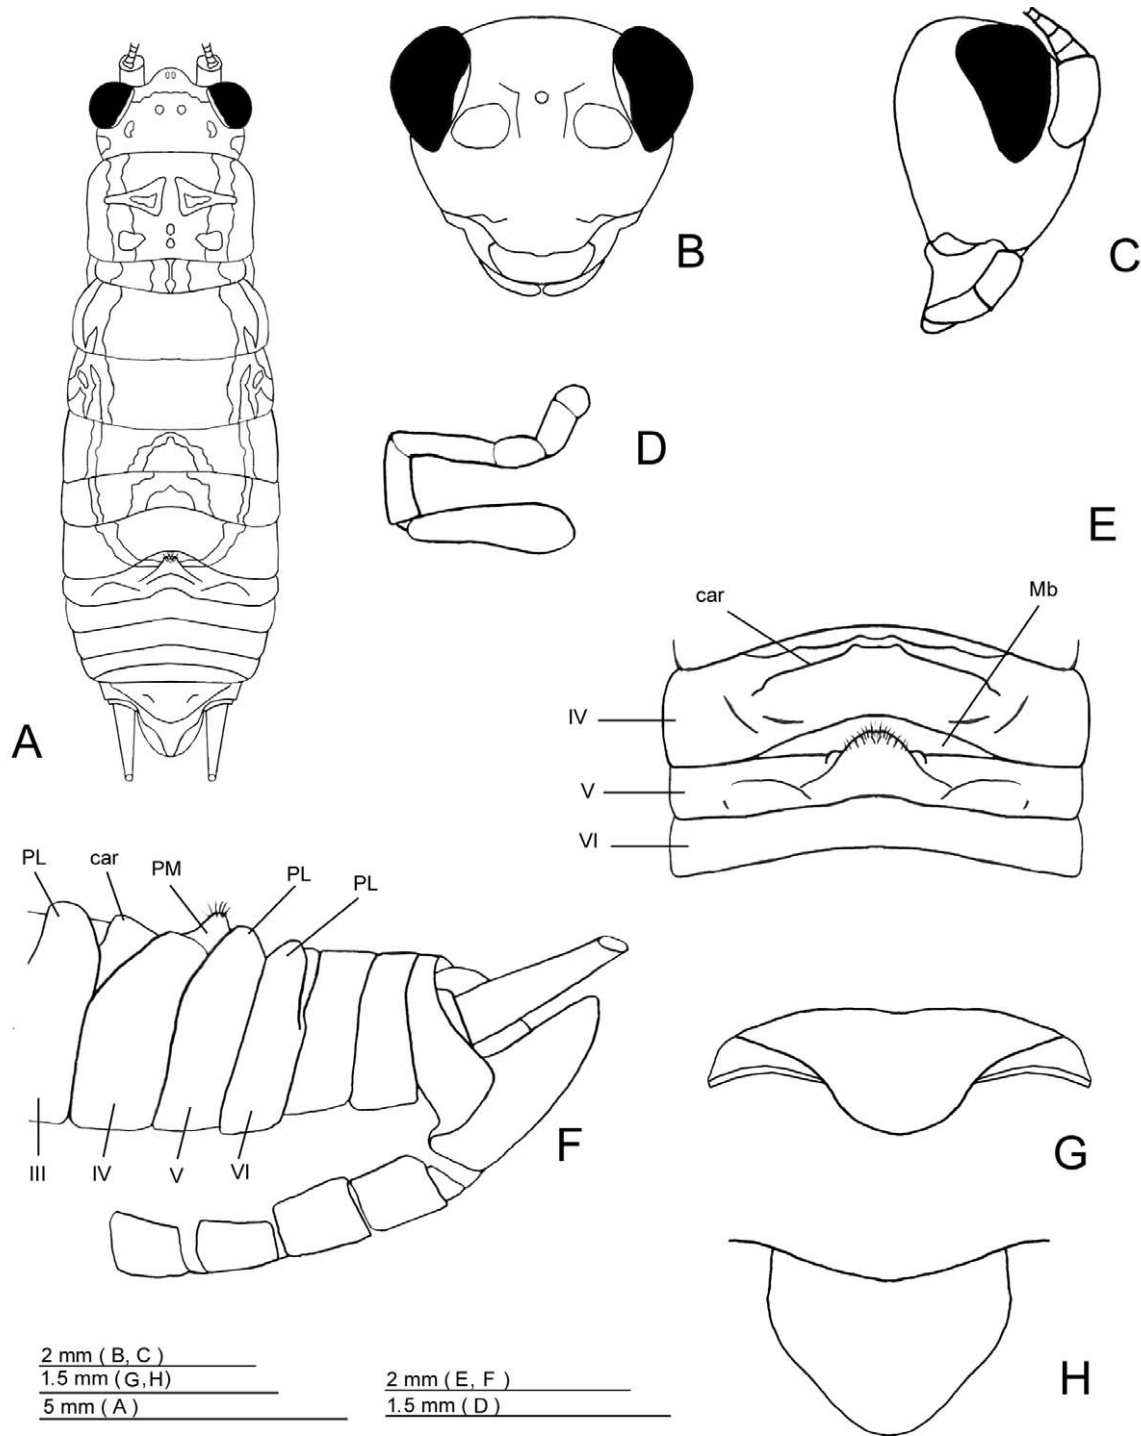 A
B
C
D
E
car
Mb
IV
V
VI
PL
car
PM
PL
PL
III
IV
V
VI
F
G
H
2 mm ( B, C )
1.5 mm (G,H)
5 mm ( A )
2 mm ( E, F )
1.5 mm ( D )